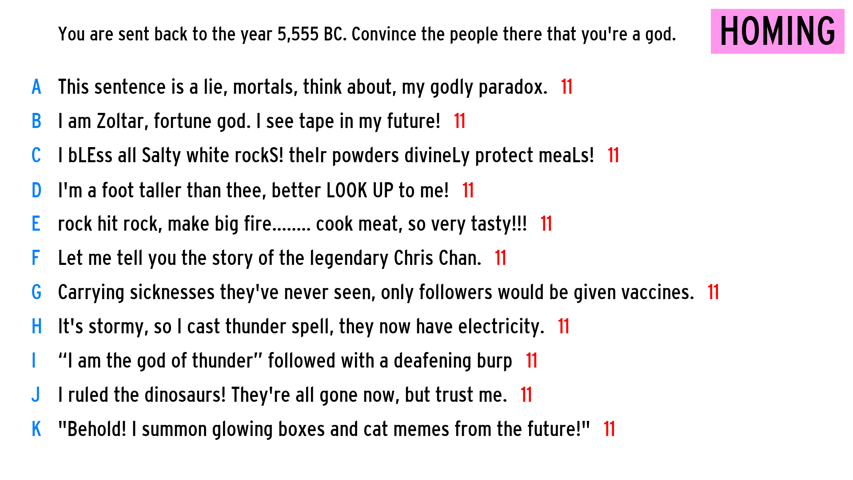 You are sent back to the year 5,555 BC. Convince the people there that you're a god.
HOMING
A This sentence is a lie, mortals, think about, my godly paradox. 11
B I am Zoltar, fortune god. I see tape in my future! 11
C I bLEss all Salty white rockS! theIr powders divineLy protect meaLs! 11
D I'm a foot taller than thee, better LOOK UP to me! 11
E rock hit rock, make big fire........ cook meat, so very tasty!!! 11
F Let me tell you the story of the legendary Chris Chan. 11
G Carrying sicknesses they've never seen, only followers would be given vaccines. 11
H It's stormy, so I cast thunder spell, they now have electricity. 11
I “I am the god of thunder” followed with a deafening burp 11
J I ruled the dinosaurs! They're all gone now, but trust me. 11
K "Behold! I summon glowing boxes and cat memes from the future!" 11